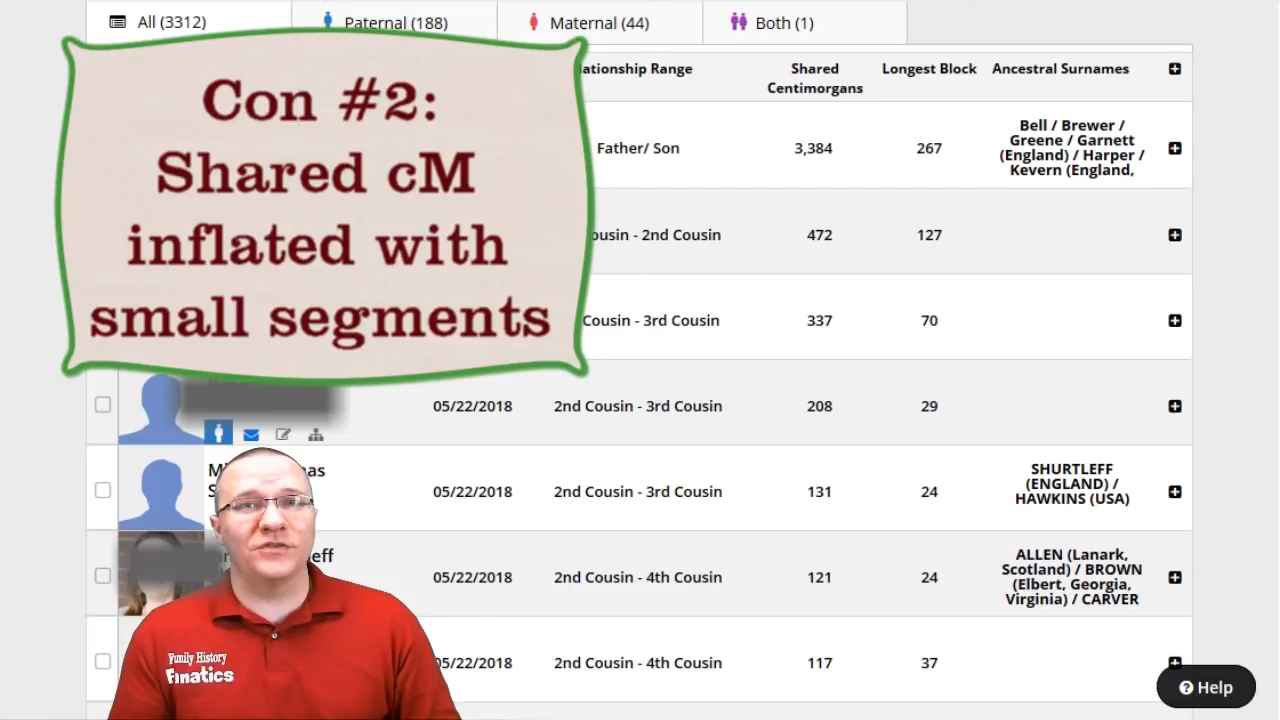 All (3312)
Paternal (188)
Maternal (44)
Both (1)
Con #2:
Shared cM
inflated with
small segments
ationship Range
Shared
Centimorgans
Longest Block
Ancestral Surnames
Father/ Son
3,384
267
Bell / Brewer /
Greene / Garnett
(England) / Harper /
Kevern (England,
ousin - 2nd Cousin
472
127
Cousin - 3rd Cousin
337
70
05/22/2018
2nd Cousin - 3rd Cousin
208
29
05/22/2018
2nd Cousin - 3rd Cousin
131
24
SHURTLEFF
(ENGLAND) /
HAWKINS (USA)
eff
05/22/2018
2nd Cousin - 4th Cousin
121
24
ALLEN (Lanark,
Scotland) / BROWN
(Elbert, Georgia,
Virginia) / CARVER
05/22/2018
2nd Cousin - 4th Cousin
117
37
Family History
Fanatics
Help